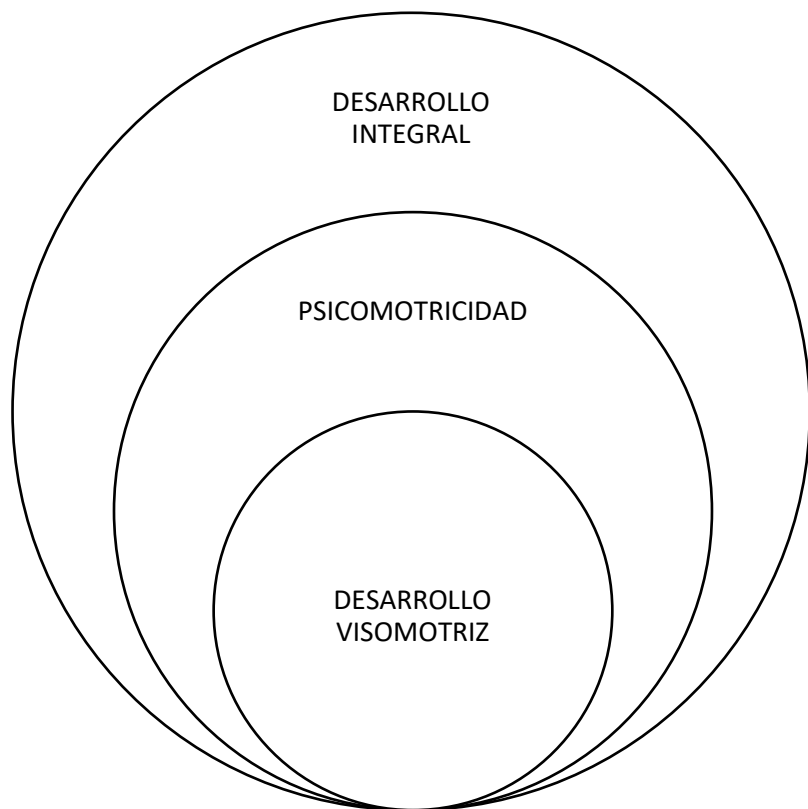 DESARROLLO
INTEGRAL
PSICOMOTRICIDAD
DESARROLLO
VISOMOTRIZ